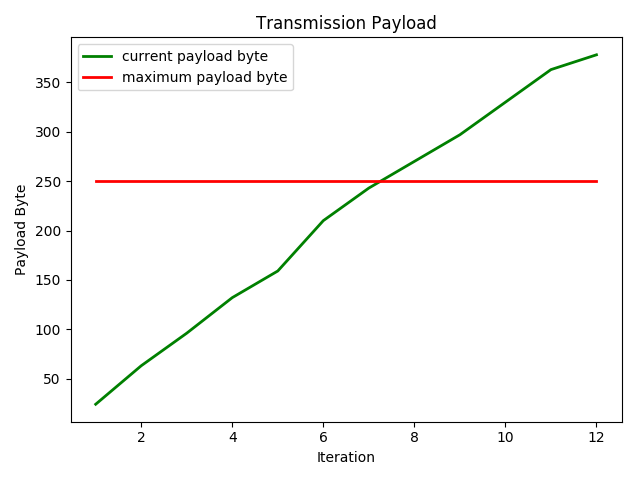 Transmission Payload
current payload byte
maximum payload byte
350
300
250
200
150
100
50
Payload Byte
2 4 6 8 10 12
Iteration